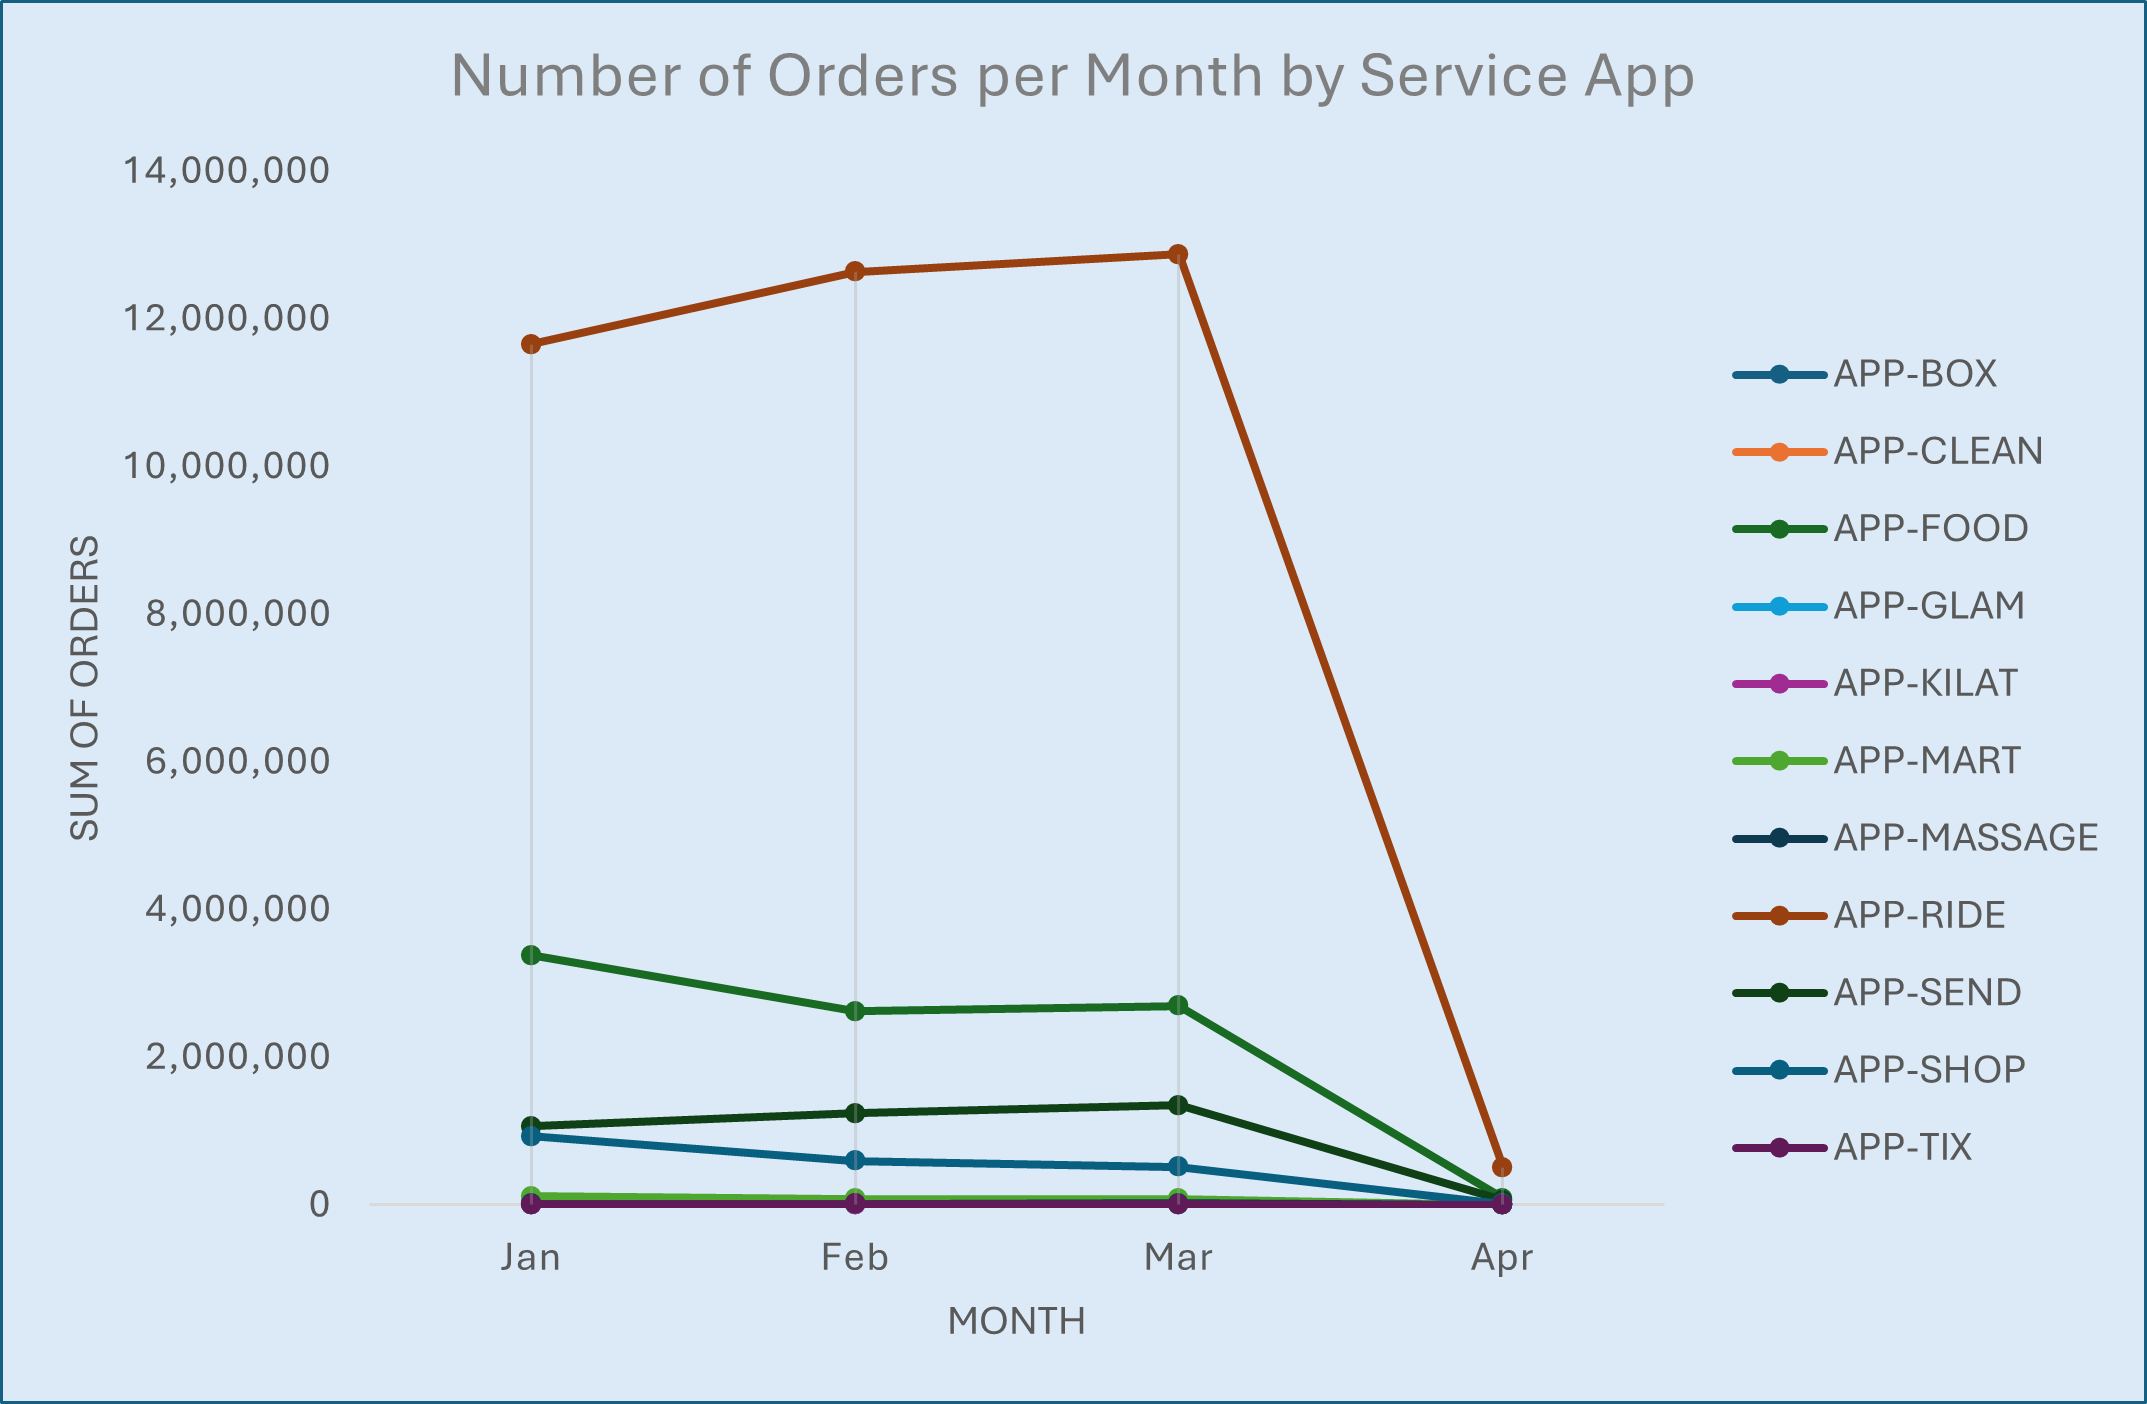 Number of Orders per Month by Service App
14,000,000
12,000,000
10,000,000
8,000,000
6,000,000
4,000,000
2,000,000
0
SUM OF ORDERS
Jan Feb Mar Apr
MONTH
APP-BOX
APP-CLEAN
APP-FOOD
APP-GLAM
APP-KILAT
APP-MART
APP-MASSAGE
APP-RIDE
APP-SEND
APP-SHOP
APP-TIX